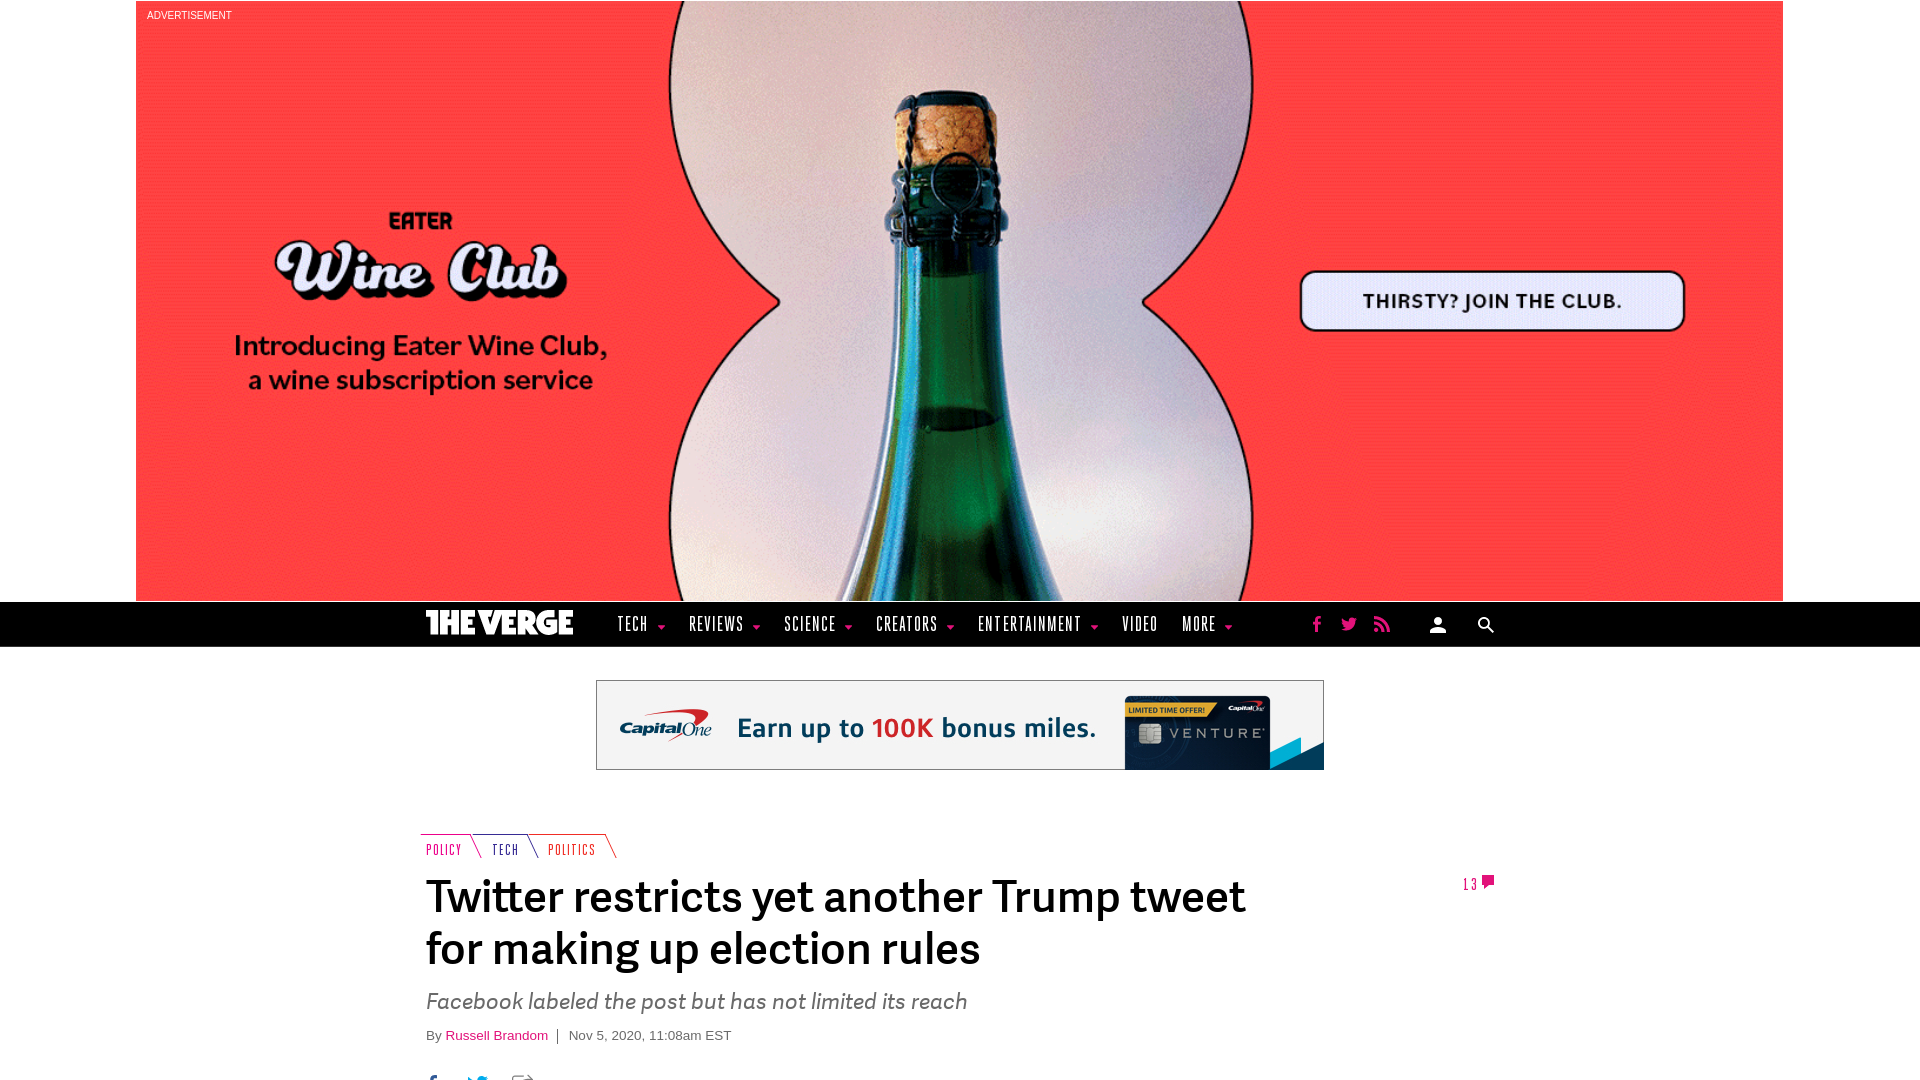 ADVERTISEMENT
EATER
Wine Club
Introducing Eater Wine Club,
a wine subscription service
THIRSTY? JOIN THE CLUB.
THE VERGE TECH REVIEWS SCIENCE CREATORS ENTERTAINMENT VIDEO MORE
Capital One Earn up to 100K bonus miles.
LIMITED TIME OFFER! Capital One
VENTURE
POLICY TECH POLITICS
Twitter restricts yet another Trump tweet
for making up election rules
13
Facebook labeled the post but has not limited its reach
By Russell Brandom | Nov 5, 2020, 11:08am EST